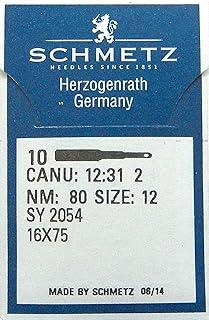 SCHMETZ
NEEDLES SINCE 1851
Herzogenrath
Germany
10
CANU: 12:31 2
NM: 80 SIZE: 12
SY 2054
16X75
MADE BY SCHMETZ 06/14